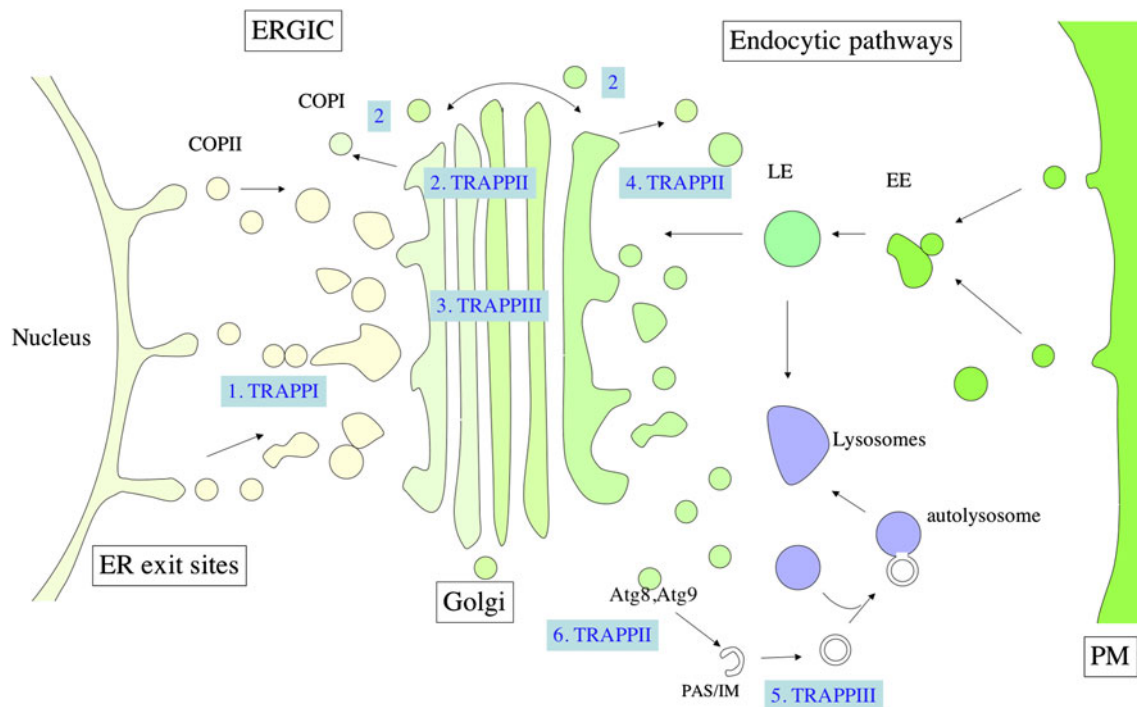 ERGIC
Endocytic pathways
COPI
2
2
COPII
2. TRAPPII
4. TRAPPII
LE
EE
3. TRAPPIII
Nucleus
1. TRAPPI
Lysosomes
autolysosome
ER exit sites
Golgi
Atg8,Atg9
6. TRAPPII
PM
PAS/IM
5. TRAPPIII